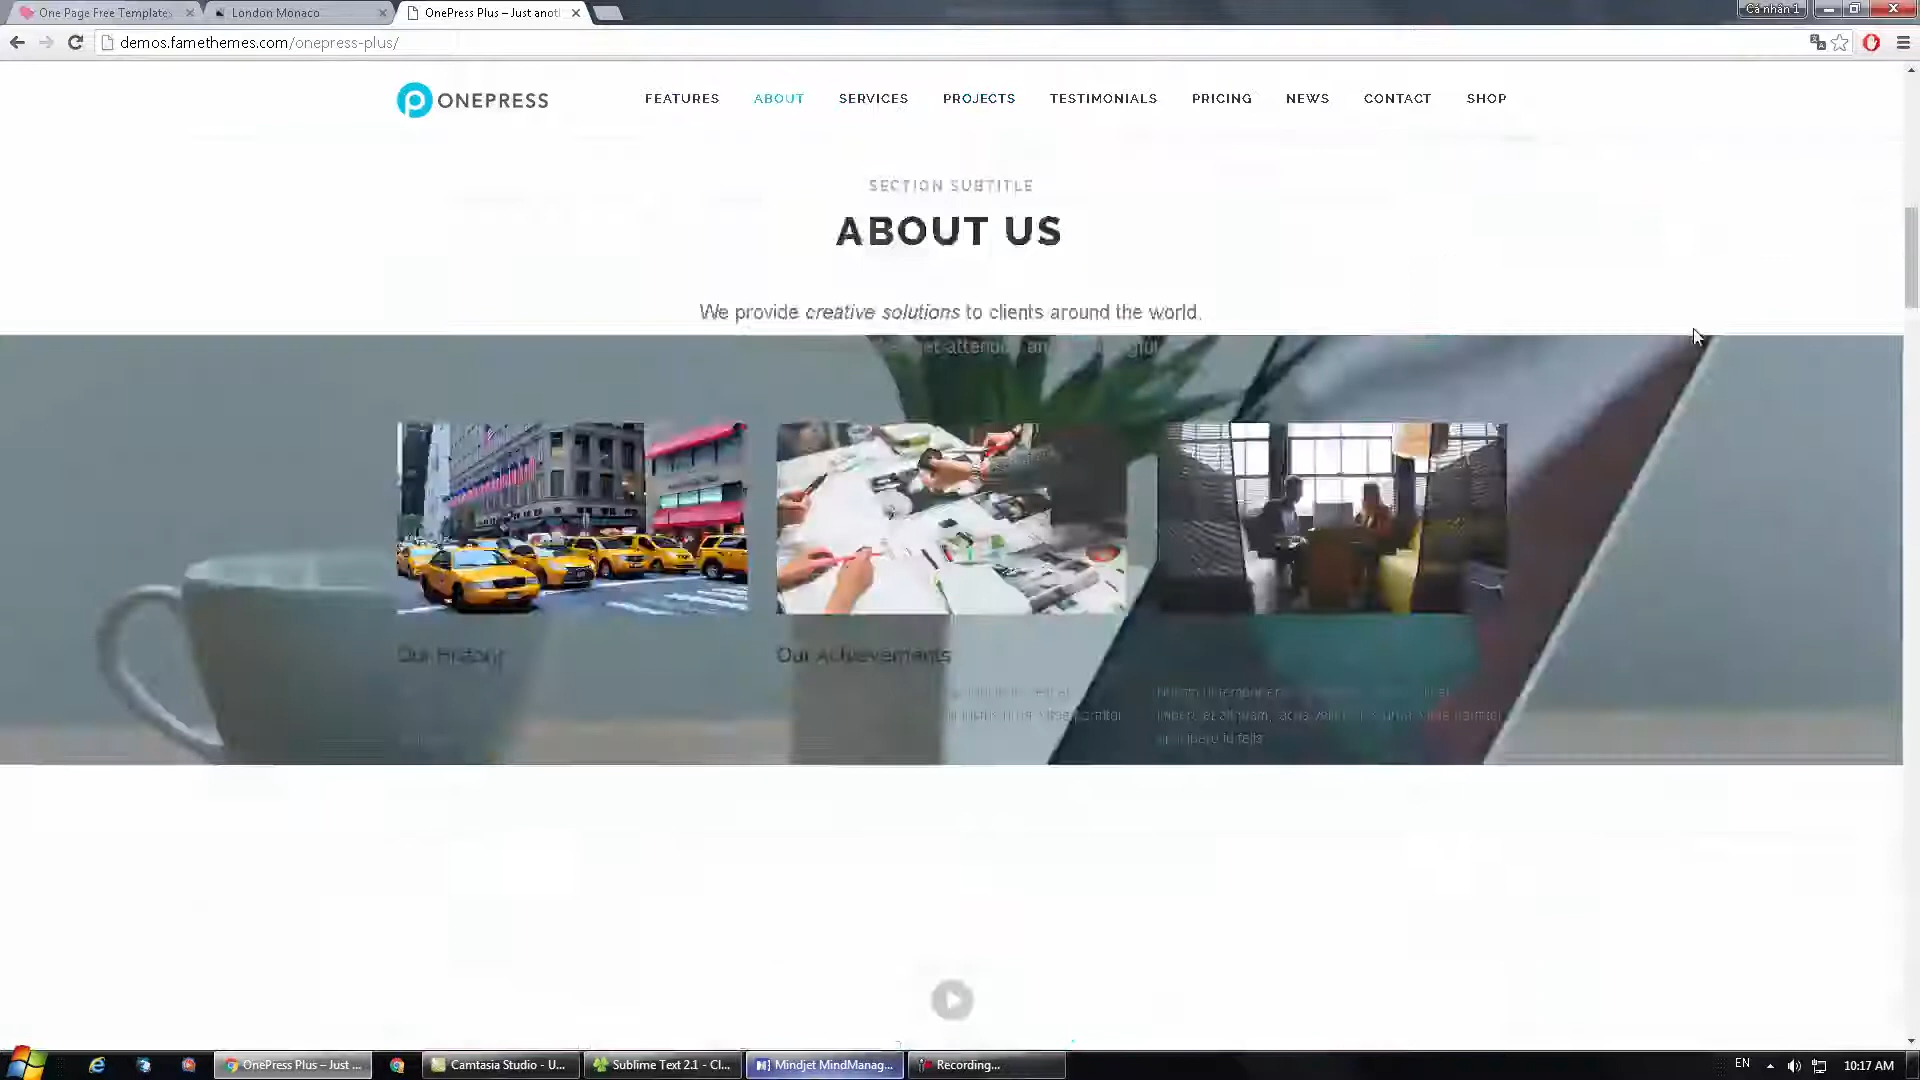 One Page Free Templates
London Monaco
OnePress Plus – Just anot
Cá nhân 1
demos.famethemes.com/onepress-plus/
ONEPRESS
FEATURES
ABOUT
SERVICES
PROJECTS
TESTIMONIALS
PRICING
NEWS
CONTACT
SHOP
SECTION SUBTITLE
ABOUT US
We provide creative solutions to clients around the world.
Our History
Our Achievements
OnePress Plus – Just ...
Camtasia Studio - U...
Sublime Text 2.1 - Cl...
Mindjet MindManag...
Recording...
EN
10:17 AM